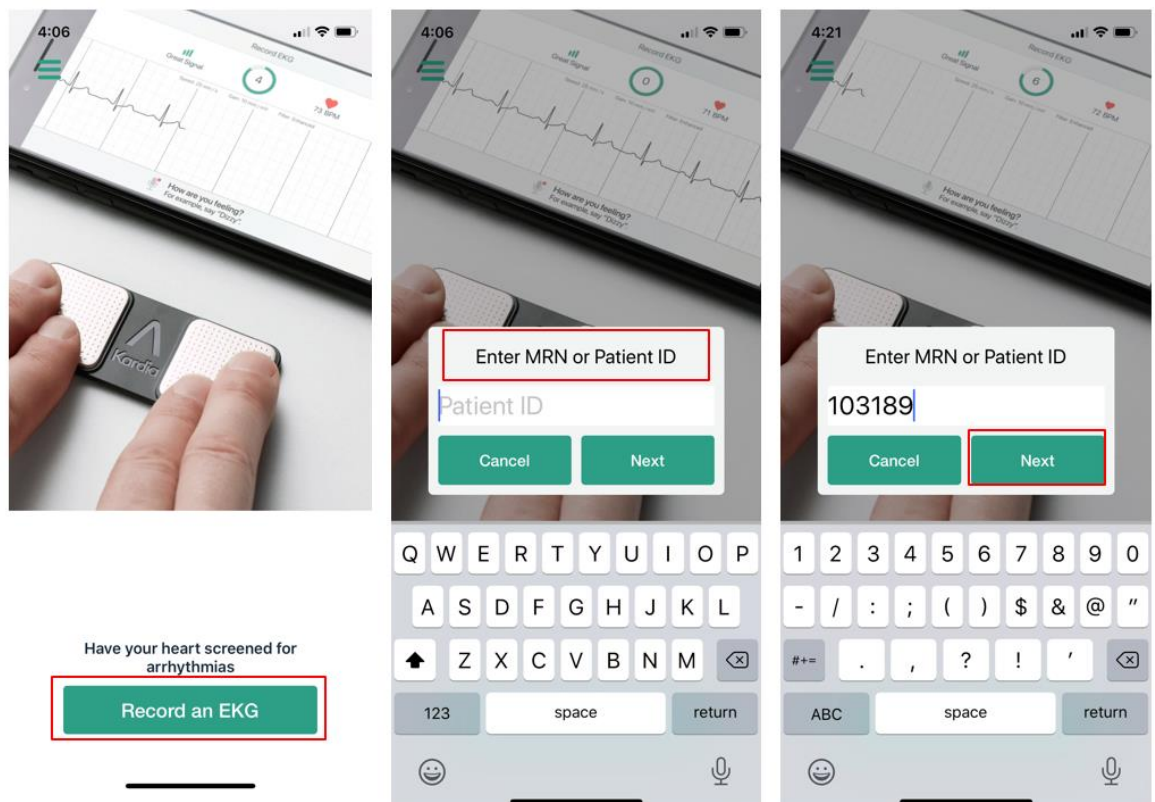 4:06
Record EKG
Great Signal
4
73 BPM
How are you feeling?
For example, say "Dizzy".
Kardia
Have your heart screened for
arrhythmias
Record an EKG
4:06
Record EKG
Great Signal
0
71 BPM
How are you feeling?
For example, say "Dizzy".
Enter MRN or Patient ID
Patient ID
Cancel
Next
Q W E R T Y U I O P
A S D F G H J K L
Z X C V B N M
123
space
return
4:21
Record EKG
Great Signal
6
72 BPM
How are you feeling?
For example, say "Dizzy".
Enter MRN or Patient ID
103189
Cancel
Next
1 2 3 4 5 6 7 8 9 0
- / : ; ( ) $ & @ "
#+= . , ? ! '
ABC
space
return